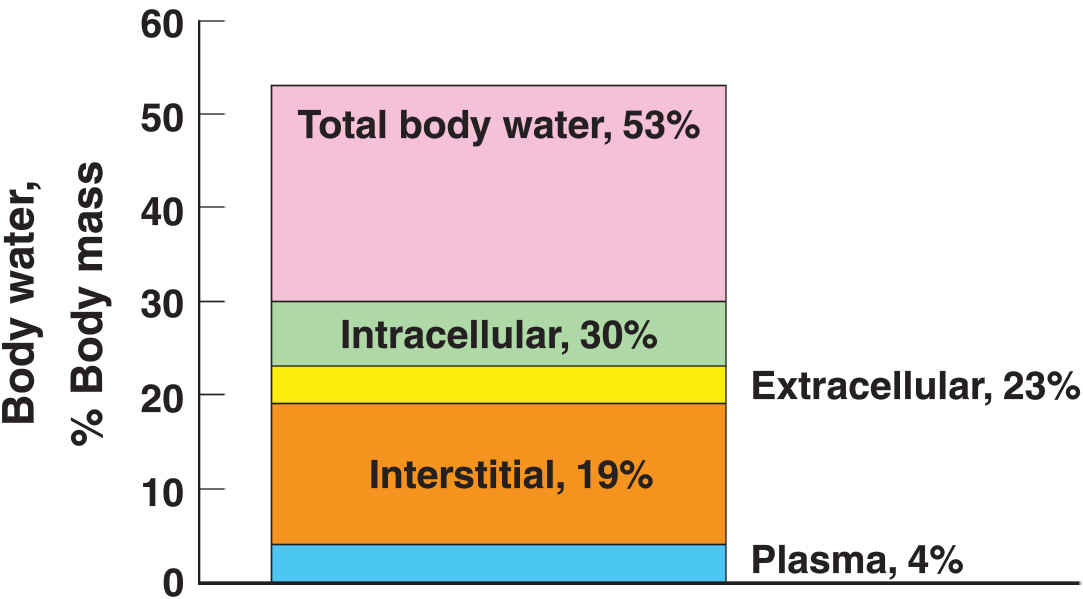 Body water,
% Body mass
60
50
40
30
20
10
0
Total body water, 53%
Intracellular, 30%
Extracellular, 23%
Interstitial, 19%
Plasma, 4%